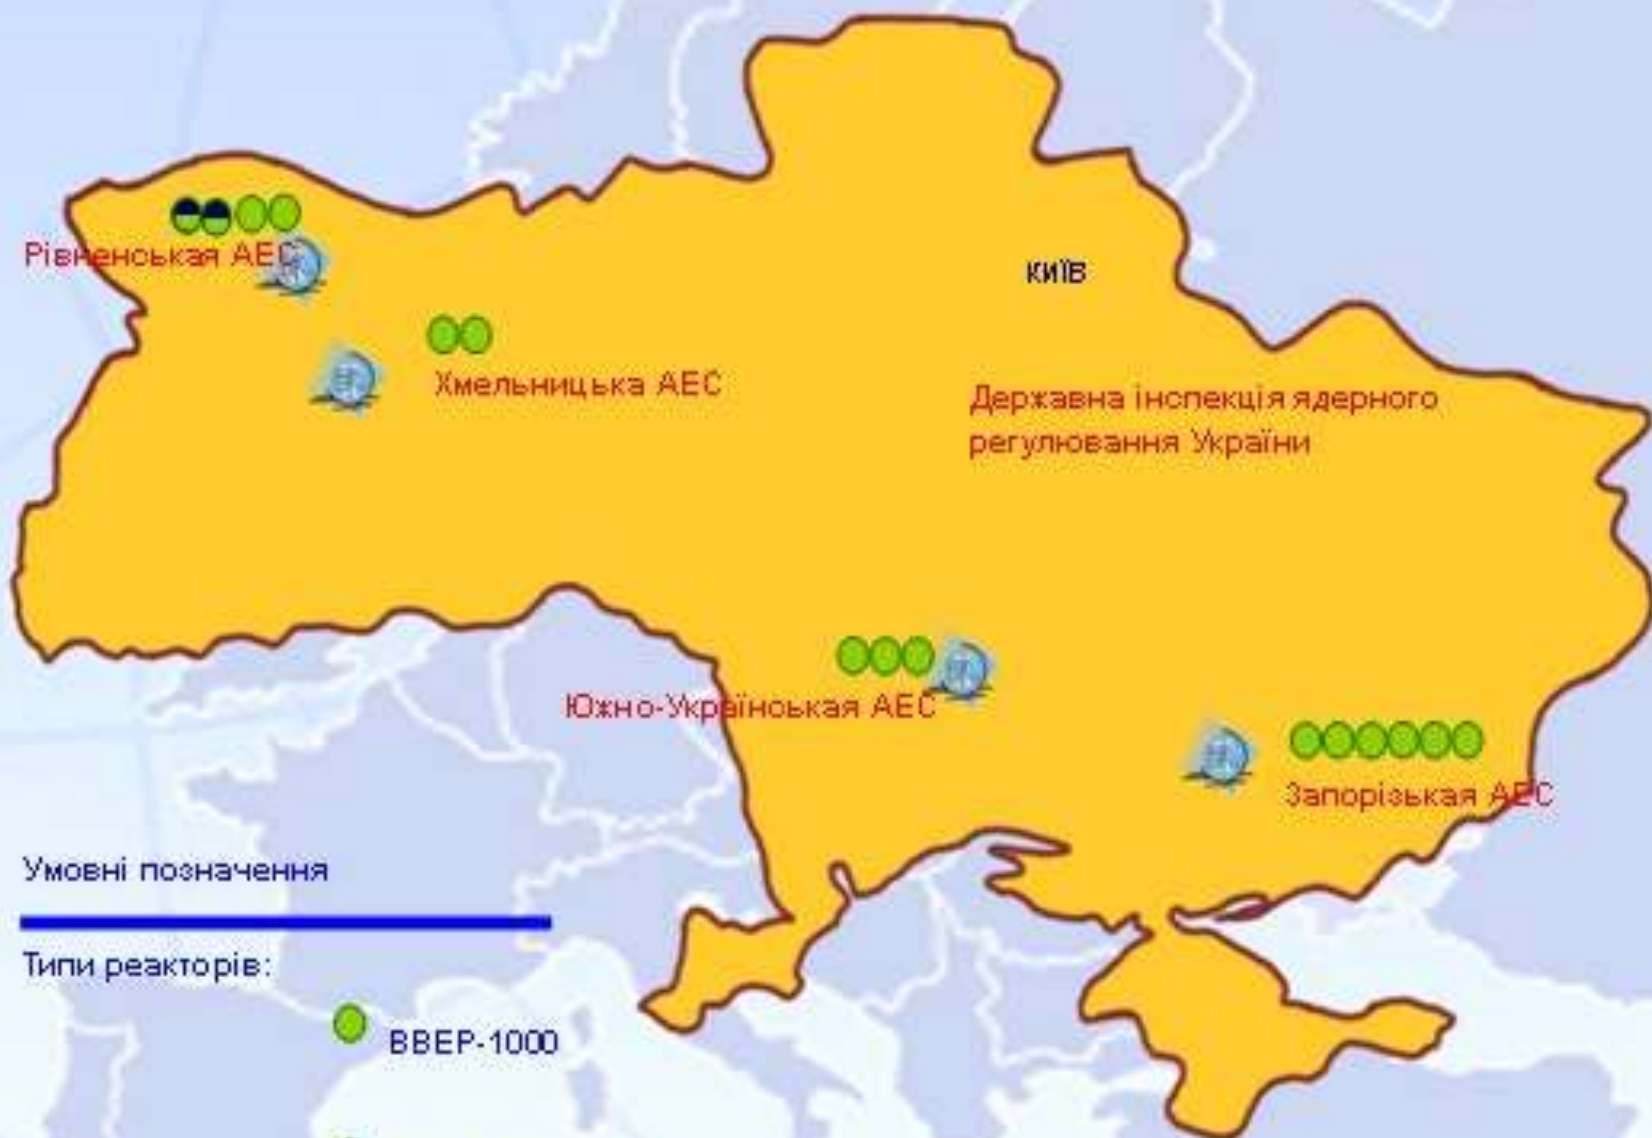 Рівненськая АЕС
КИЇВ
Хмельницька АЕС
Державна інспекція ядерного
регулювання України
Южно-Українськая АЕС
Запорізькая АЕС
Умовні позначення
Типи реакторів:
ВВЕР-1000